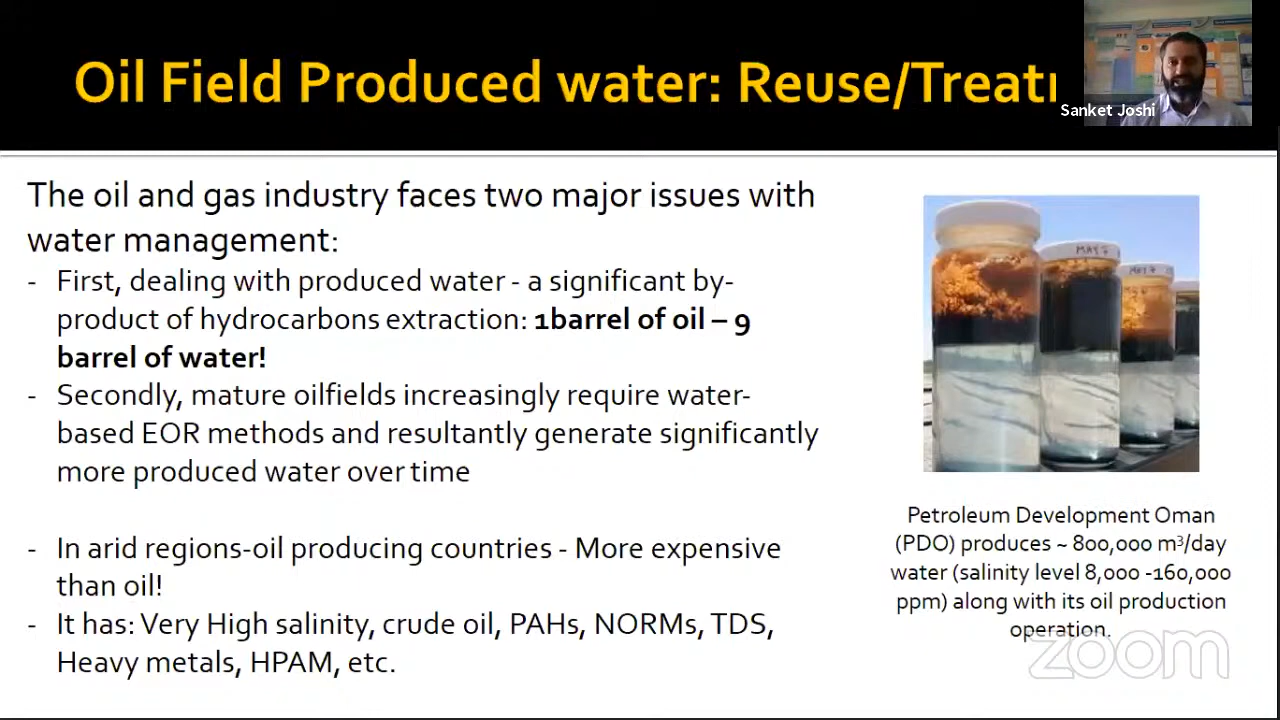 Oil Field Produced water: Reuse/Treat
Sanket Joshi
The oil and gas industry faces two major issues with
water management:
- First, dealing with produced water - a significant by-
product of hydrocarbons extraction: 1barrel of oil – 9
barrel of water!
- Secondly, mature oilfields increasingly require water-
based EOR methods and resultantly generate significantly
more produced water over time
- In arid regions-oil producing countries - More expensive
than oil!
- It has: Very High salinity, crude oil, PAHs, NORMs, TDS,
Heavy metals, HPAM, etc.
MAY 7
MAY 7
Petroleum Development Oman
(PDO) produces ~ 800,000 m³/day
water (salinity level 8,000 -160,000
ppm) along with its oil production
operation.
zoom